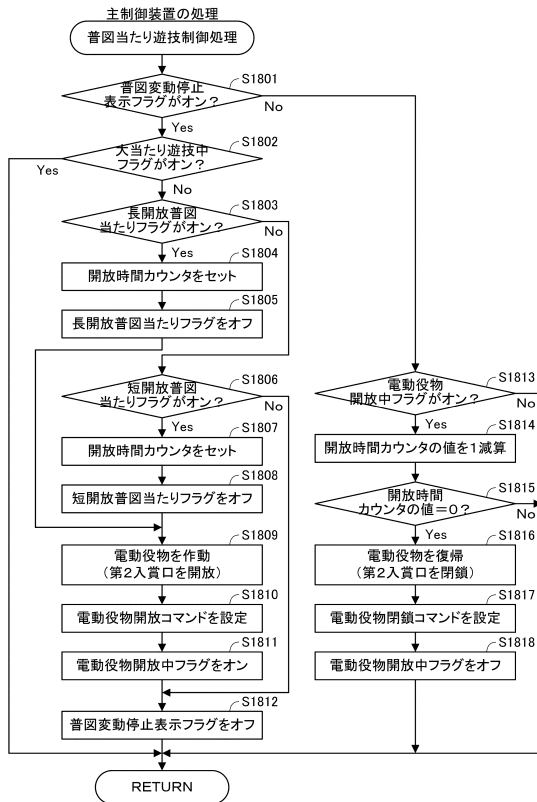 主制御装置の処理
普図当たり遊技制御処理
S1801
普図変動停止
表示フラグがオン？
No
Yes
S1802
大当たり遊技中
フラグがオン？
Yes
No
S1803
長開放普図
当たりフラグがオン？
No
Yes
S1804
開放時間カウンタをセット
S1805
長開放普図当たりフラグをオフ
S1806
短開放普図
当たりフラグがオン？
No
Yes
S1807
開放時間カウンタをセット
S1808
短開放普図当たりフラグをオフ
S1809
電動役物を作動
（第２入賞口を開放）
S1810
電動役物開放コマンドを設定
S1811
電動役物開放中フラグをオン
S1812
普図変動停止表示フラグをオフ
S1813
電動役物
開放中フラグがオン？
No
Yes
S1814
開放時間カウンタの値を１減算
S1815
開放時間
カウンタの値＝０？
No
Yes
S1816
電動役物を復帰
（第２入賞口を閉鎖）
S1817
電動役物閉鎖コマンドを設定
S1818
電動役物開放中フラグをオフ
RETURN